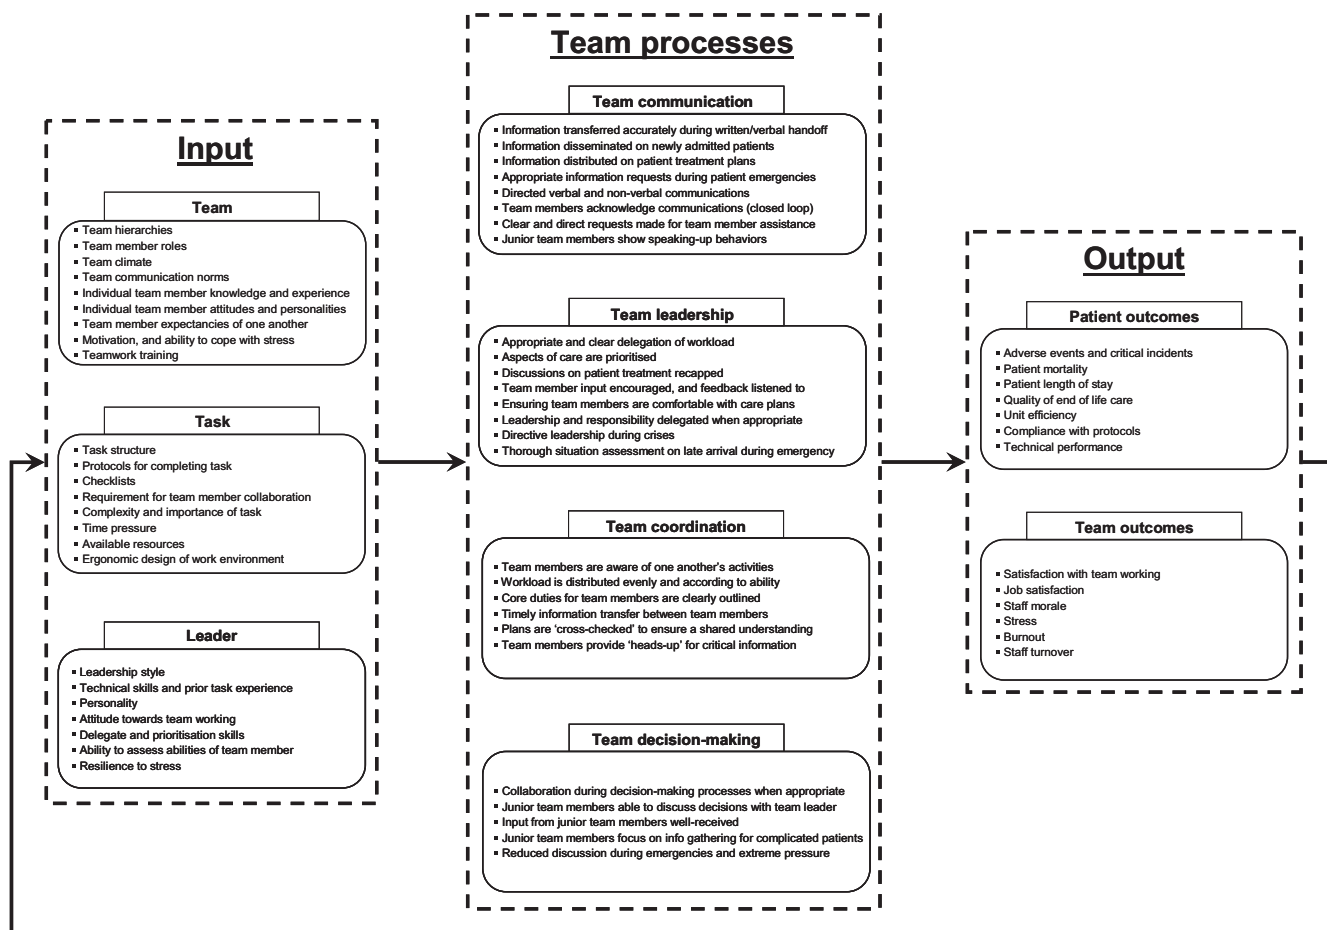 Input
Team
▪ Team hierarchies
▪ Team member roles
▪ Team climate
▪ Team communication norms
▪ Individual team member knowledge and experience
▪ Individual team member attitudes and personalities
▪ Team member expectancies of one another
▪ Motivation, and ability to cope with stress
▪ Teamwork training
Task
▪ Task structure
▪ Protocols for completing task
▪ Checklists
▪ Requirement for team member collaboration
▪ Complexity and importance of task
▪ Time pressure
▪ Available resources
▪ Ergonomic design of work environment
Leader
▪ Leadership style
▪ Technical skills and prior task experience
▪ Personality
▪ Attitude towards team working
▪ Delegate and prioritisation skills
▪ Ability to assess abilities of team member
▪ Resilience to stress
Team processes
Team communication
▪ Information transferred accurately during written/verbal handoff
▪ Information disseminated on newly admitted patients
▪ Information distributed on patient treatment plans
▪ Appropriate information requests during patient emergencies
▪ Directed verbal and non-verbal communications
▪ Team members acknowledge communications (closed loop)
▪ Clear and direct requests made for team member assistance
▪ Junior team members show speaking-up behaviors
Team leadership
▪ Appropriate and clear delegation of workload
▪ Aspects of care are prioritised
▪ Discussions on patient treatment recapped
▪ Team member input encouraged, and feedback listened to
▪ Ensuring team members are comfortable with care plans
▪ Leadership and responsibility delegated when appropriate
▪ Directive leadership during crises
▪ Thorough situation assessment on late arrival during emergency
Team coordination
▪ Team members are aware of one another's activities
▪ Workload is distributed evenly and according to ability
▪ Core duties for team members are clearly outlined
▪ Timely information transfer between team members
▪ Plans are ‘cross-checked’ to ensure a shared understanding
▪ Team members provide ‘heads-up’ for critical information
Team decision-making
▪ Collaboration during decision-making processes when appropriate
▪ Junior team members able to discuss decisions with team leader
▪ Input from junior team members well-received
▪ Junior team members focus on info gathering for complicated patients
▪ Reduced discussion during emergencies and extreme pressure
Output
Patient outcomes
▪ Adverse events and critical incidents
▪ Patient mortality
▪ Patient length of stay
▪ Quality of end of life care
▪ Unit efficiency
▪ Compliance with protocols
▪ Technical performance
Team outcomes
▪ Satisfaction with team working
▪ Job satisfaction
▪ Staff morale
▪ Stress
▪ Burnout
▪ Staff turnover